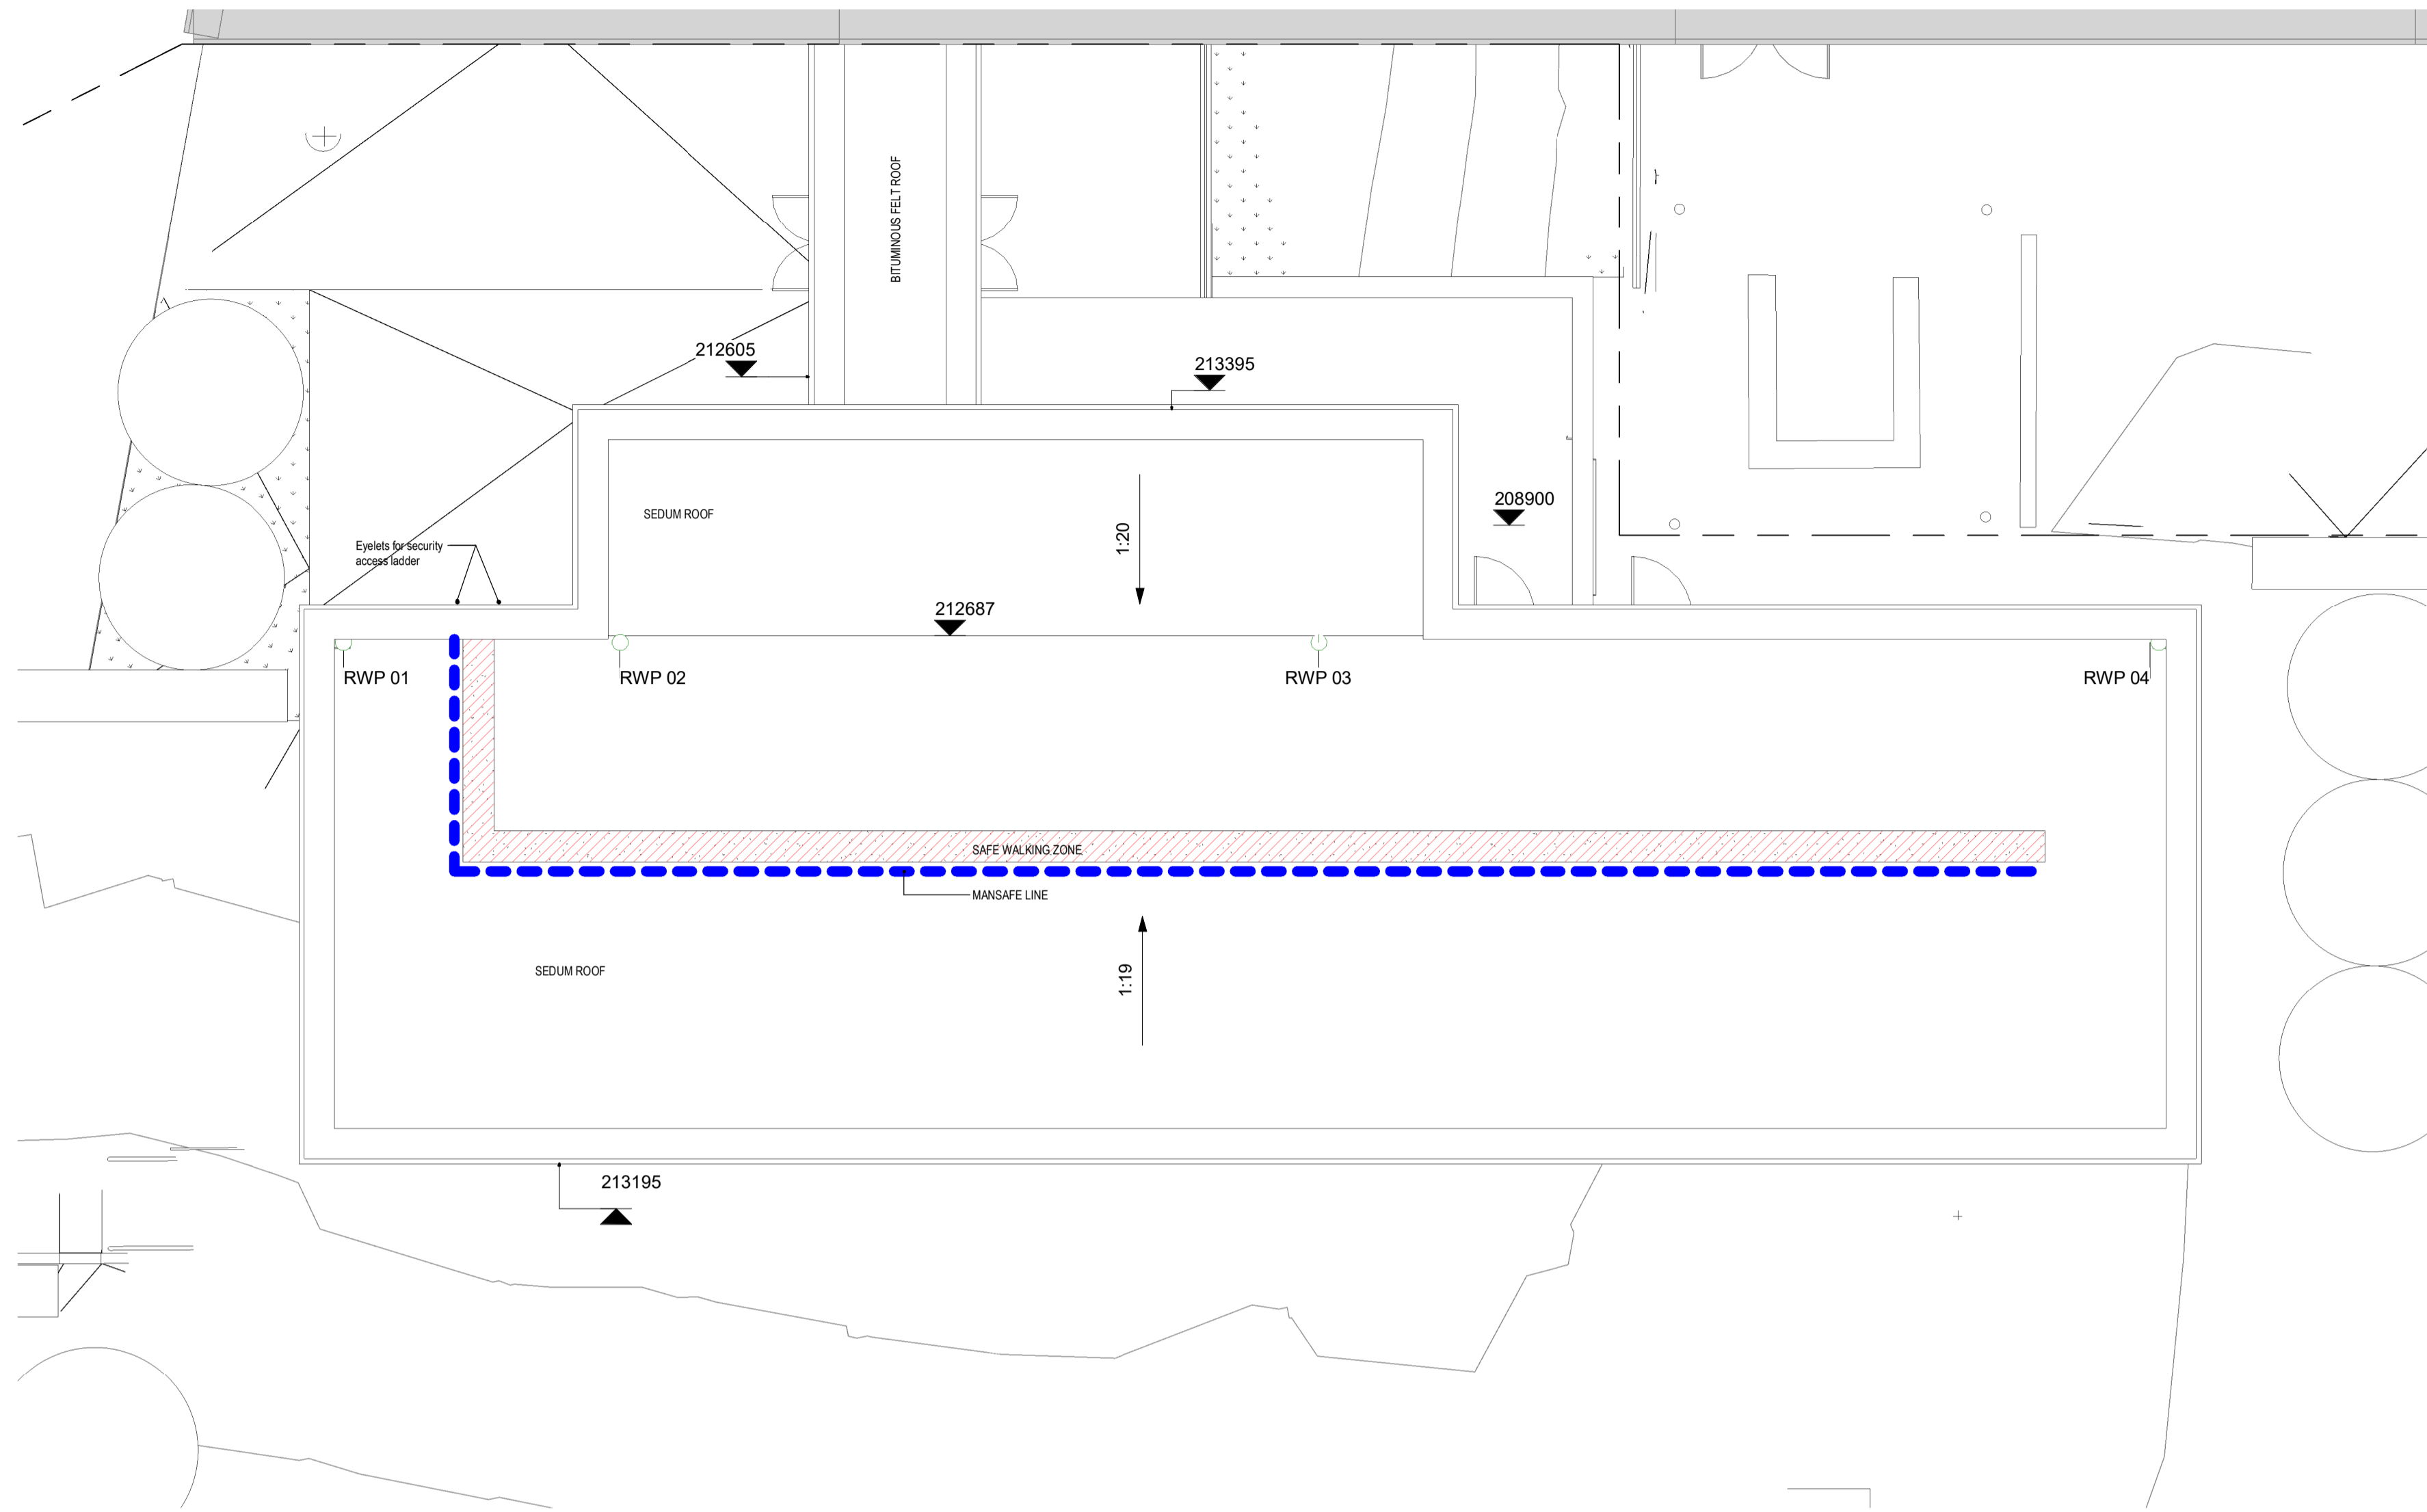 BITUMINOUS FELT ROOF
212605
213395
208900
SEDUM ROOF
1:20
Eyelets for security
access ladder
212687
RWP 01
RWP 02
RWP 03
RWP 04
SAFE WALKING ZONE
MANSAFE LINE
SEDUM ROOF
1:19
213195